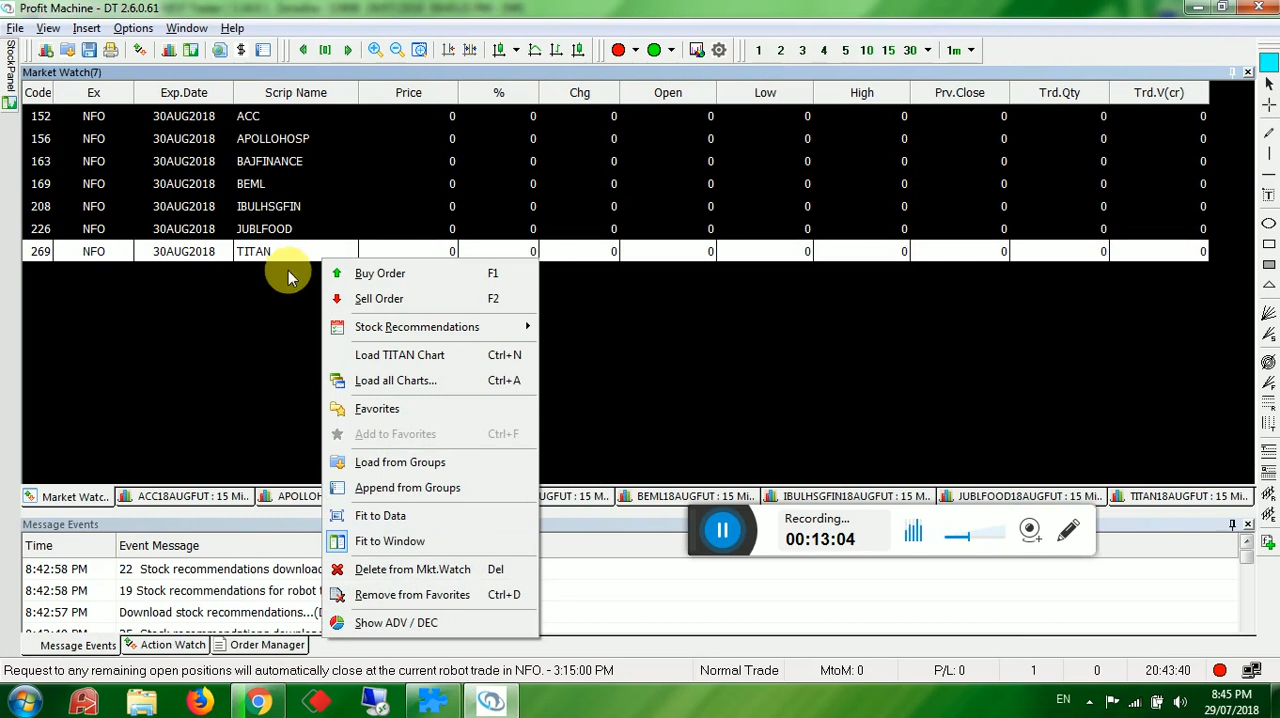 Profit Machine - DT 2.6.0.61
File View Insert Options Window Help
1 2 3 4 5 10 15 30 1m
StockPanel
Market Watch(7)
Code Ex Exp.Date Scrip Name Price % Chg Open Low High Prv.Close Trd.Qty Trd.V(cr)
152 NFO 30AUG2018 ACC 0 0 0 0 0 0 0 0 0
156 NFO 30AUG2018 APOLLOHOSP 0 0 0 0 0 0 0 0 0
163 NFO 30AUG2018 BAJFINANCE 0 0 0 0 0 0 0 0 0
169 NFO 30AUG2018 BEML 0 0 0 0 0 0 0 0 0
208 NFO 30AUG2018 IBULHSGFIN 0 0 0 0 0 0 0 0 0
226 NFO 30AUG2018 JUBLFOOD 0 0 0 0 0 0 0 0 0
269 NFO 30AUG2018 TITAN 0 0 0 0 0 0 0 0 0
Buy Order F1
Sell Order F2
Stock Recommendations
Load TITAN Chart Ctrl+N
Load all Charts... Ctrl+A
Favorites
Add to Favorites Ctrl+F
Load from Groups
Append from Groups
Fit to Data
Fit to Window
Delete from Mkt.Watch Del
Remove from Favorites Ctrl+D
Show ADV / DEC
Market Watc.. ACC18AUGFUT : 15 Mi... APOLLOH UT : 15 M... BEML18AUGFUT : 15 M... IBULHSGFIN18AUGFUT : 15 M... JUBLFOOD18AUGFUT : 15 M... TITAN18AUGFUT : 15 M...
Recording...
00:13:04
Message Events
Time Event Message
8:42:58 PM 22 Stock recommendations downloa
8:42:58 PM 19 Stock recommendations for robot t
8:42:57 PM Download stock recommendations...(D
Message Events Action Watch Order Manager
Request to any remaining open positions will automatically close at the current robot trade in NFO. - 3:15:00 PM Normal Trade MtoM: 0 P/L: 0 1 0 20:43:40
EN 8:45 PM
29/07/2018